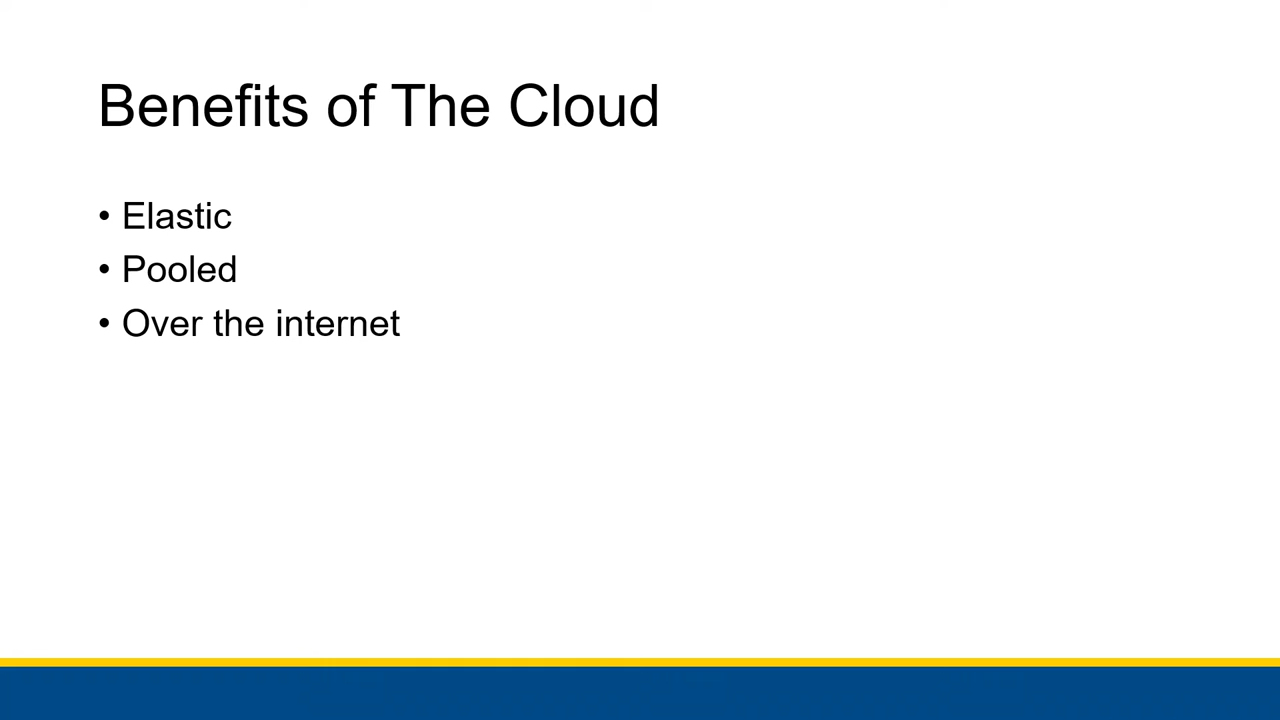 Benefits of The Cloud
• Elastic
• Pooled
• Over the internet